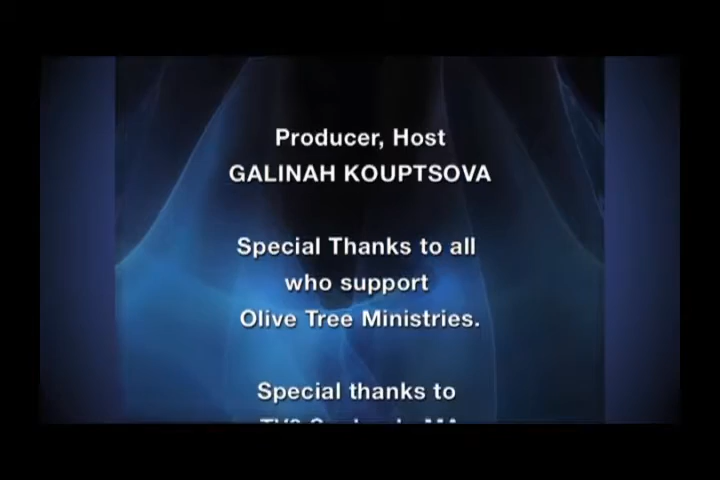 Producer, Host
GALINAH KOUPTSOVA
Special Thanks to all
who support
Olive Tree Ministries.
Special thanks to